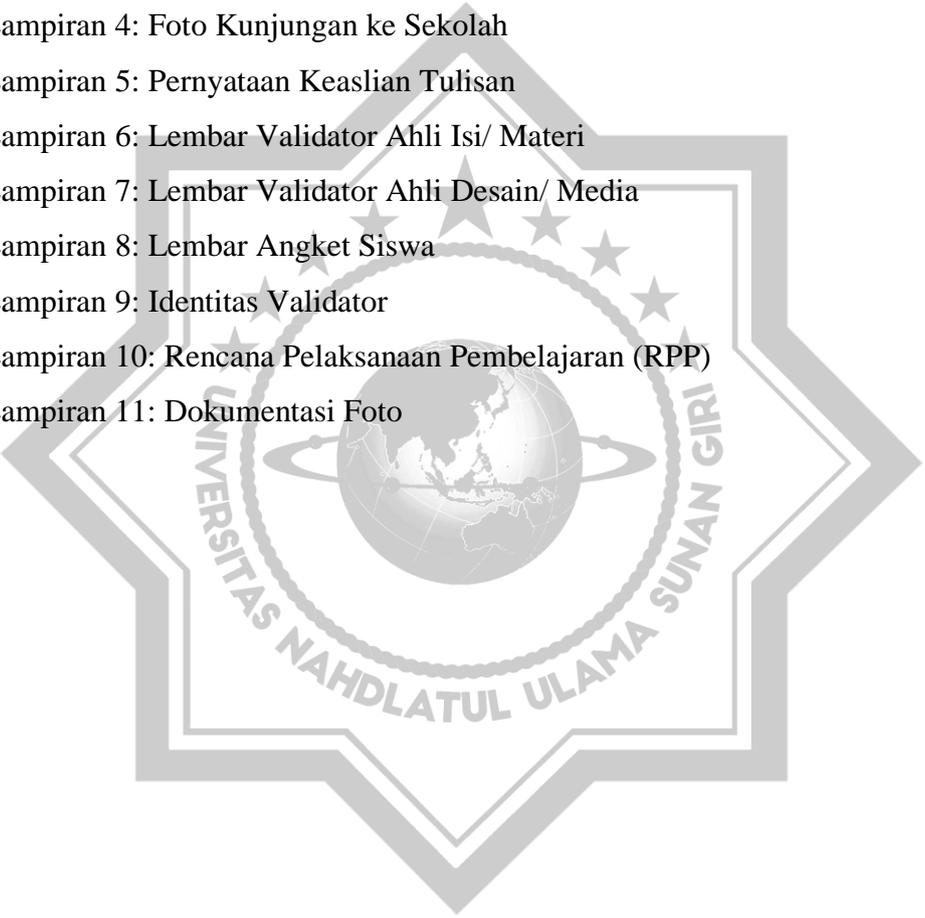 ampiran 4: Foto Kunjungan ke Sekolah
ampiran 5: Pernyataan Keaslian Tulisan
ampiran 6: Lembar Validator Ahli Isi/ Materi
ampiran 7: Lembar Validator Ahli Desain/ Media
ampiran 8: Lembar Angket Siswa
ampiran 9: Identitas Validator
ampiran 10: Rencana Pelaksanaan Pembelajaran (RPP)
ampiran 11: Dokumentasi Foto
UNIVERSITAS NAHDLATUL ULAMA SUNAN GIRI